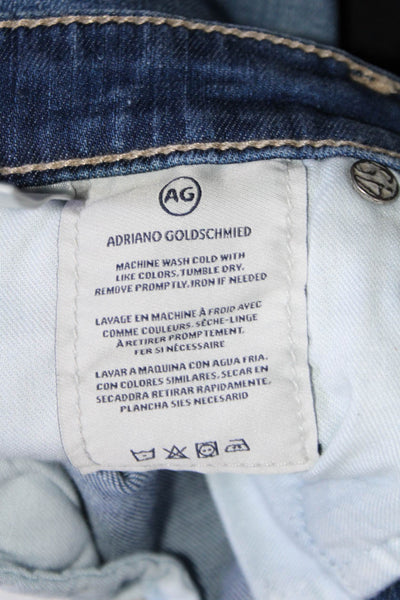 AG
ADRIANO GOLDSCHMIED
MACHINE WASH COLD WITH
LIKE COLORS. TUMBLE DRY.
REMOVE PROMPTLY. IRON IF NEEDED
LAVAGE EN MACHINE À FROID AVEC
COMME COULEURS. SÈCHE-LINGE
À RETIRER PROMPTEMENT.
FER SI NÉCESSAIRE
LAVAR A MAQUINA CON AGUA FRIA.
CON COLORES SIMILARES. SECAR EN
SECADORA RETIRAR RAPIDAMENTE.
PLANCHA SIES NECESARID